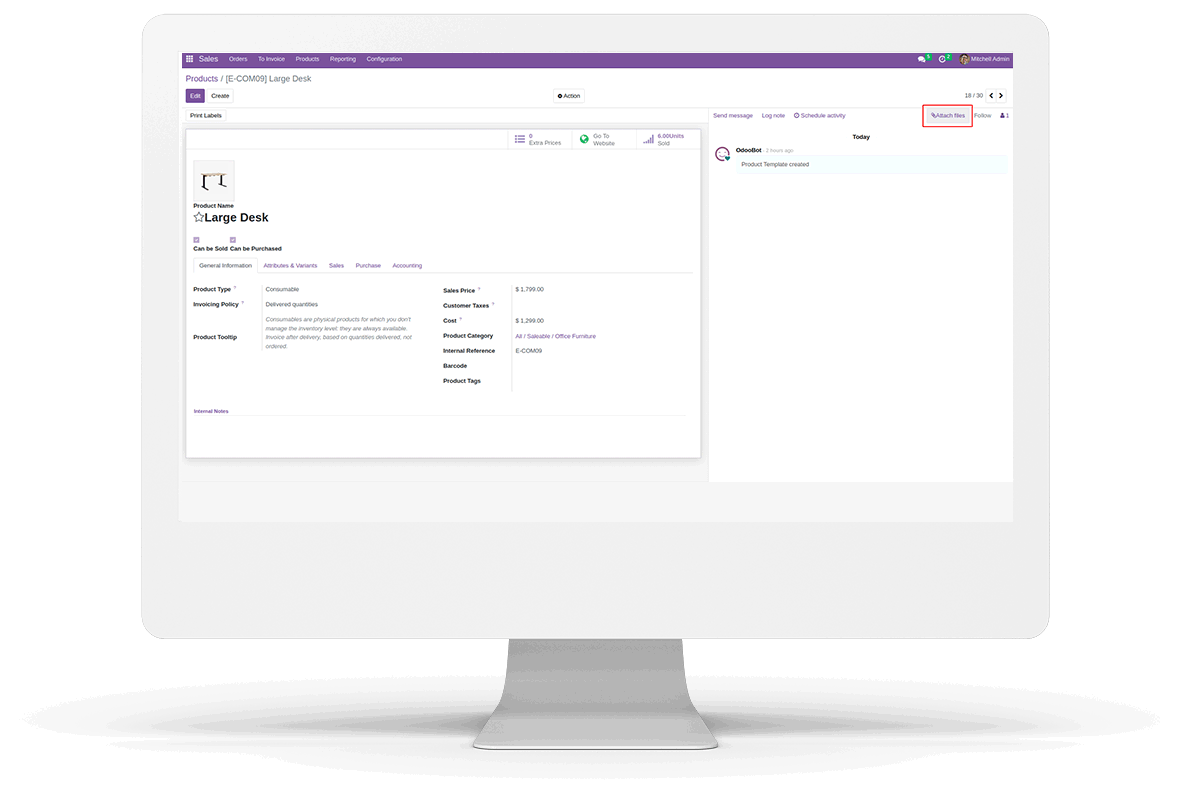 Sales Orders To Invoice Products Reporting Configuration 5 2 Mitchell Admin
Products / [E-COM09] Large Desk
Edit Create Action 18 / 30
Print Labels Send message Log note Schedule activity Attach files Follow 1
0 Extra Prices
Go To Website
6.00Units Sold
Today
OdooBot - 2 hours ago
Product Template created
Product Name
Large Desk
Can be Sold Can be Purchased
General Information Attributes & Variants Sales Purchase Accounting
Product Type ? Consumable
Invoicing Policy ? Delivered quantities
Product Tooltip
Consumables are physical products for which you don't
manage the inventory level: they are always available.
Invoice after delivery, based on quantities delivered, not
ordered.
Sales Price ? $ 1,799.00
Customer Taxes ?
Cost ? $ 1,299.00
Product Category All / Saleable / Office Furniture
Internal Reference E-COM09
Barcode
Product Tags
Internal Notes